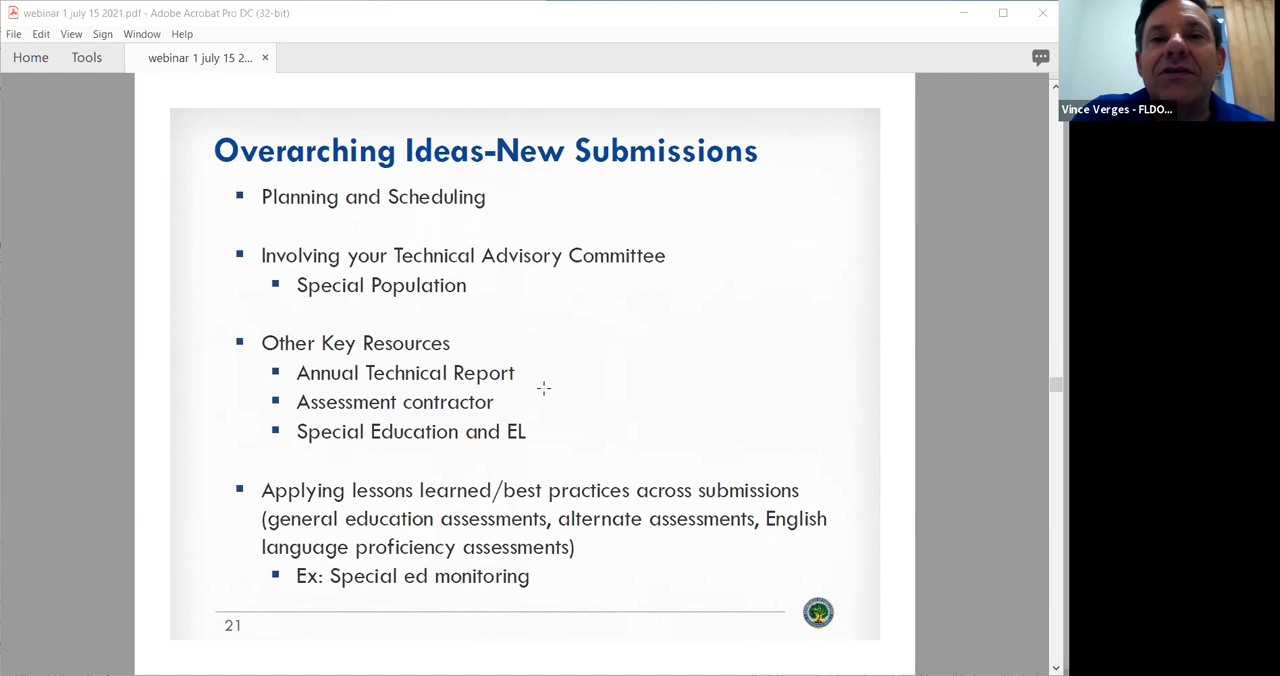 webinar 1 july 15 2021.pdf - Adobe Acrobat Pro DC (32-bit)
File Edit View Sign Window Help
Home Tools webinar 1 july 15 2... ×
Vince Verges - FLDO...
Overarching Ideas-New Submissions
Planning and Scheduling
Involving your Technical Advisory Committee
Special Population
Other Key Resources
Annual Technical Report
Assessment contractor
Special Education and EL
Applying lessons learned/best practices across submissions
(general education assessments, alternate assessments, English
language proficiency assessments)
Ex: Special ed monitoring
21